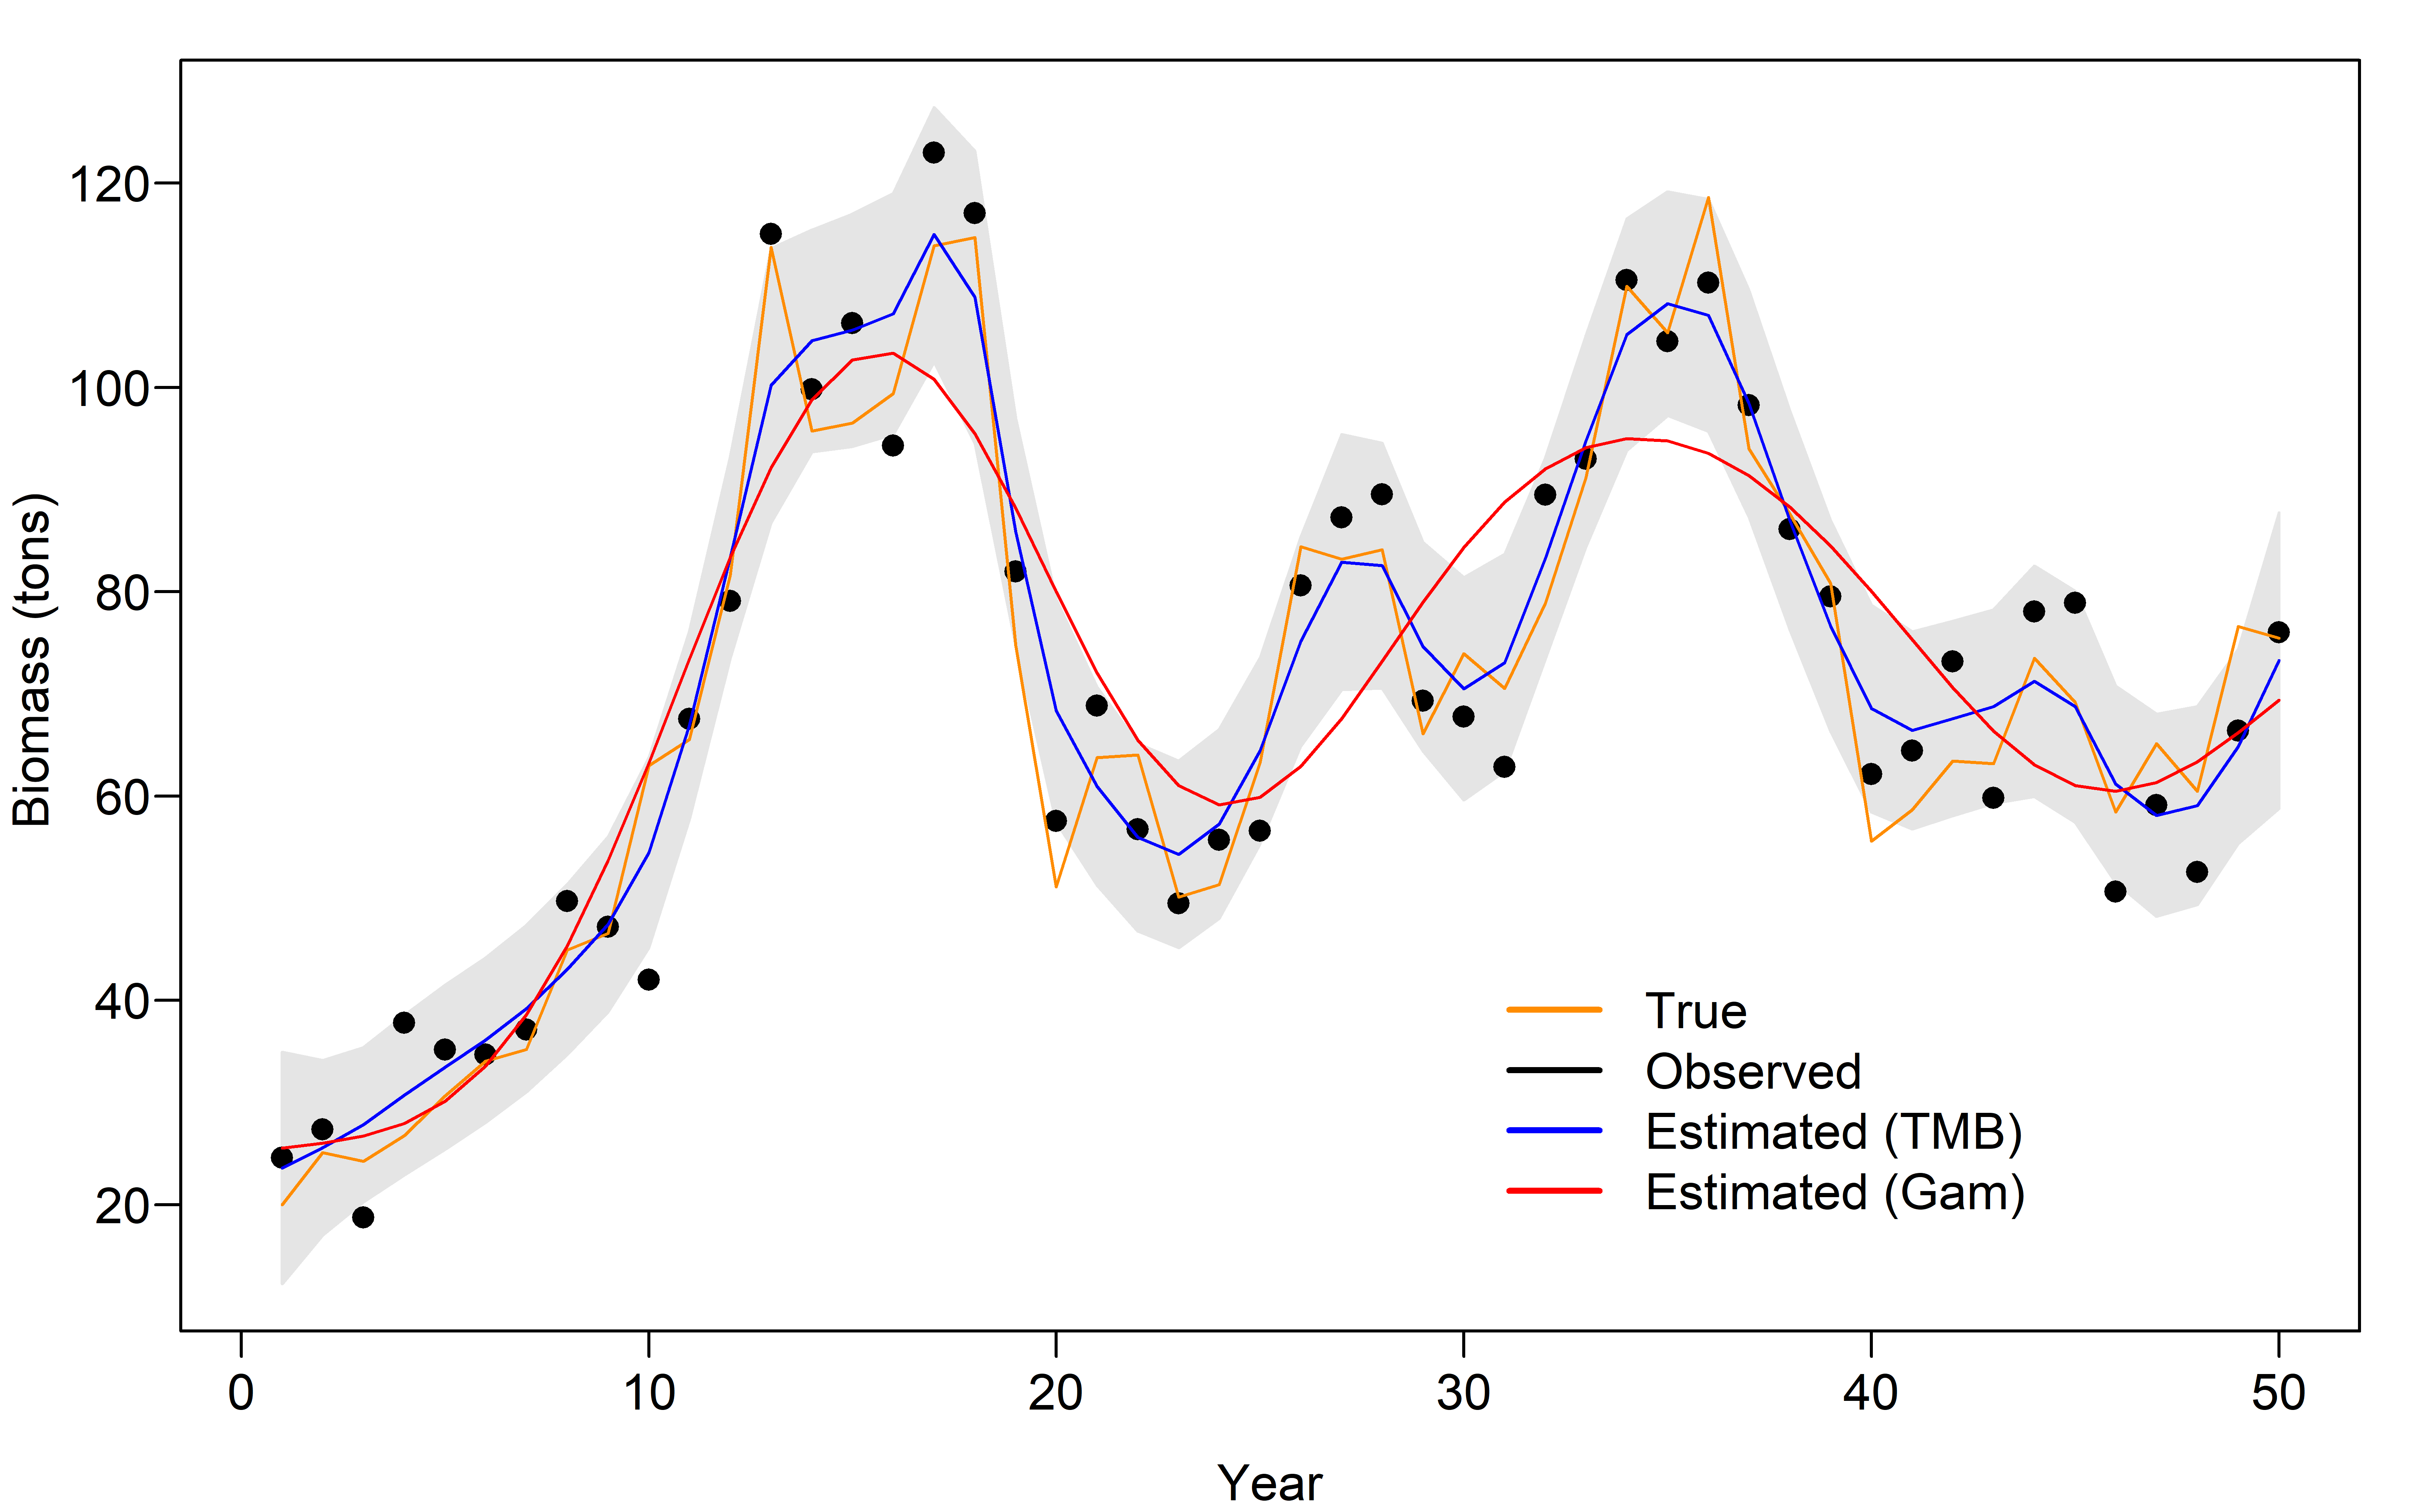 Biomass (tons)
120
100
80
60
40
20
True
Observed
Estimated (TMB)
Estimated (Gam)
0 10 20 30 40 50
Year